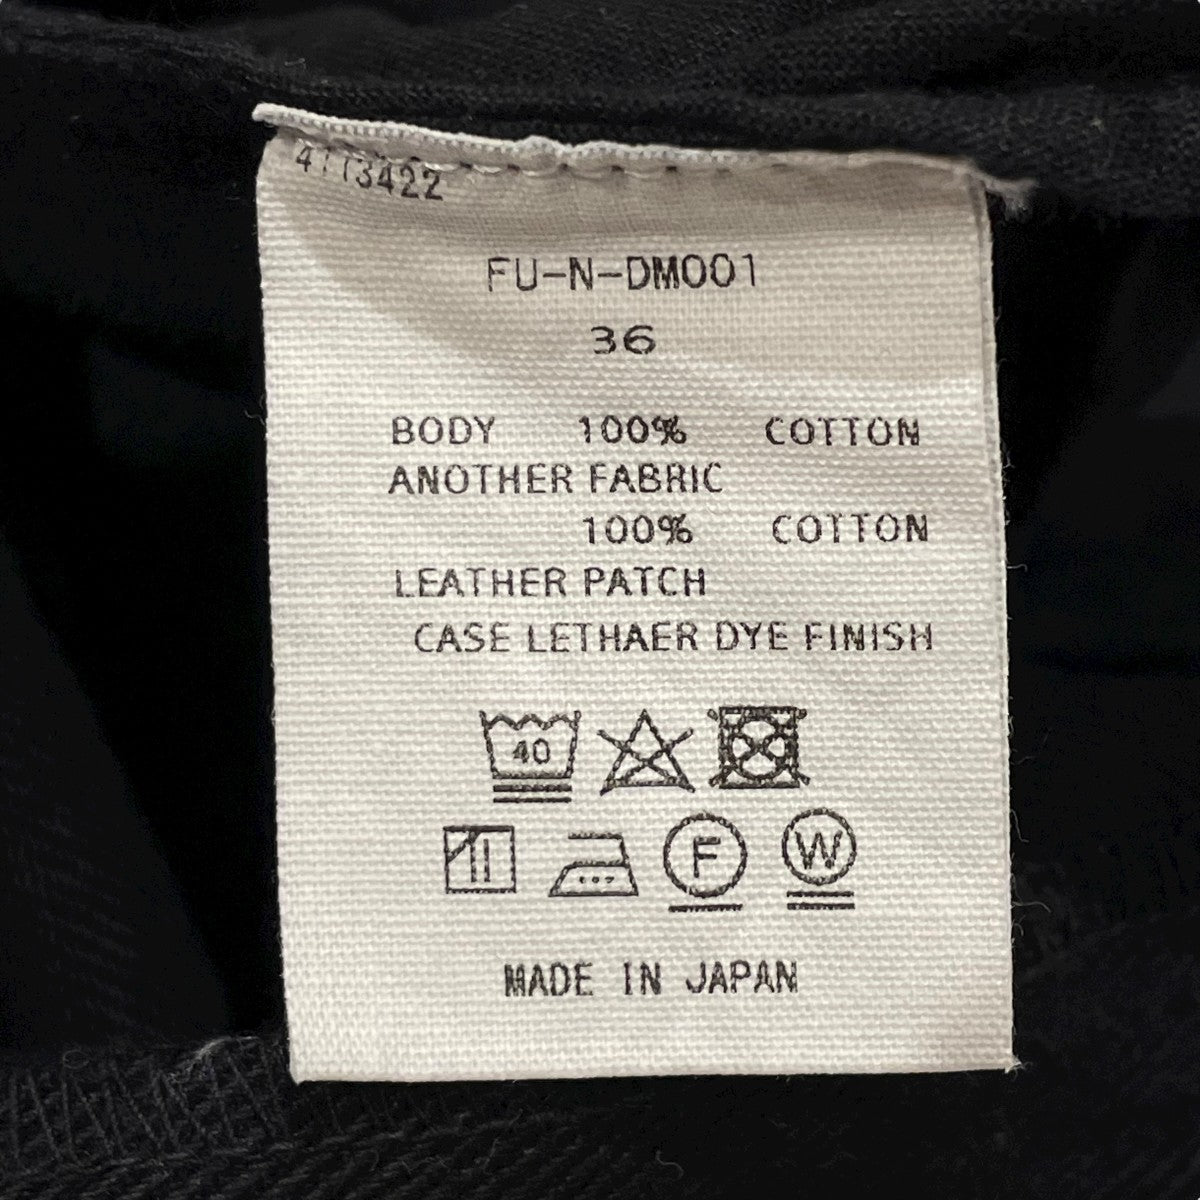 4113422
FU-N-DM001
36
BODY 100% COTTON
ANOTHER FABRIC
100% COTTON
LEATHER PATCH
CASE LETHAER DYE FINISH
40
F W
MADE IN JAPAN